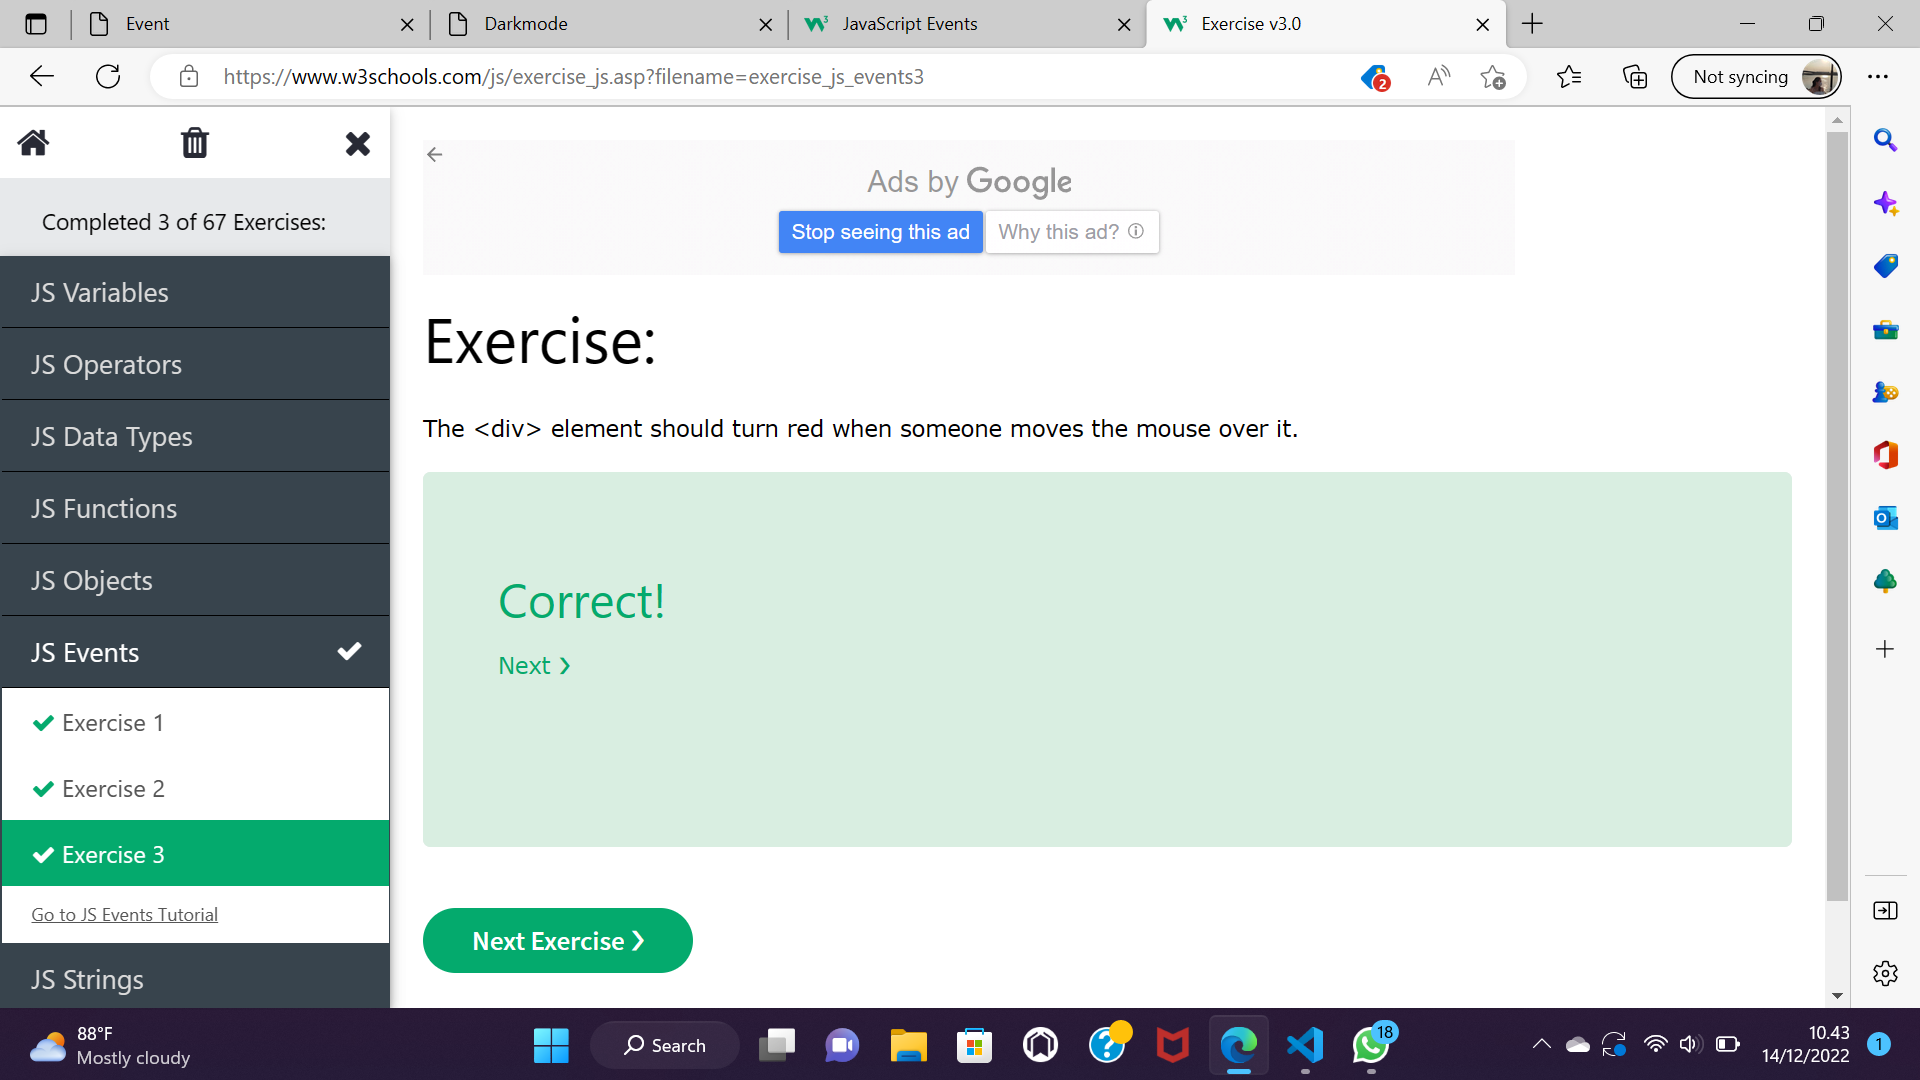 Event
Darkmode
JavaScript Events
Exercise v3.0
https://www.w3schools.com/js/exercise_js.asp?filename=exercise_js_events3
2
Not syncing
Completed 3 of 67 Exercises:
JS Variables
JS Operators
JS Data Types
JS Functions
JS Objects
JS Events
Exercise 1
Exercise 2
Exercise 3
Go to JS Events Tutorial
JS Strings
Ads by Google
Stop seeing this ad
Why this ad?
Exercise:
The <div> element should turn red when someone moves the mouse over it.
Correct!
Next ❯
Next Exercise ❯
88°F
Mostly cloudy
Search
18
10.43
14/12/2022
1